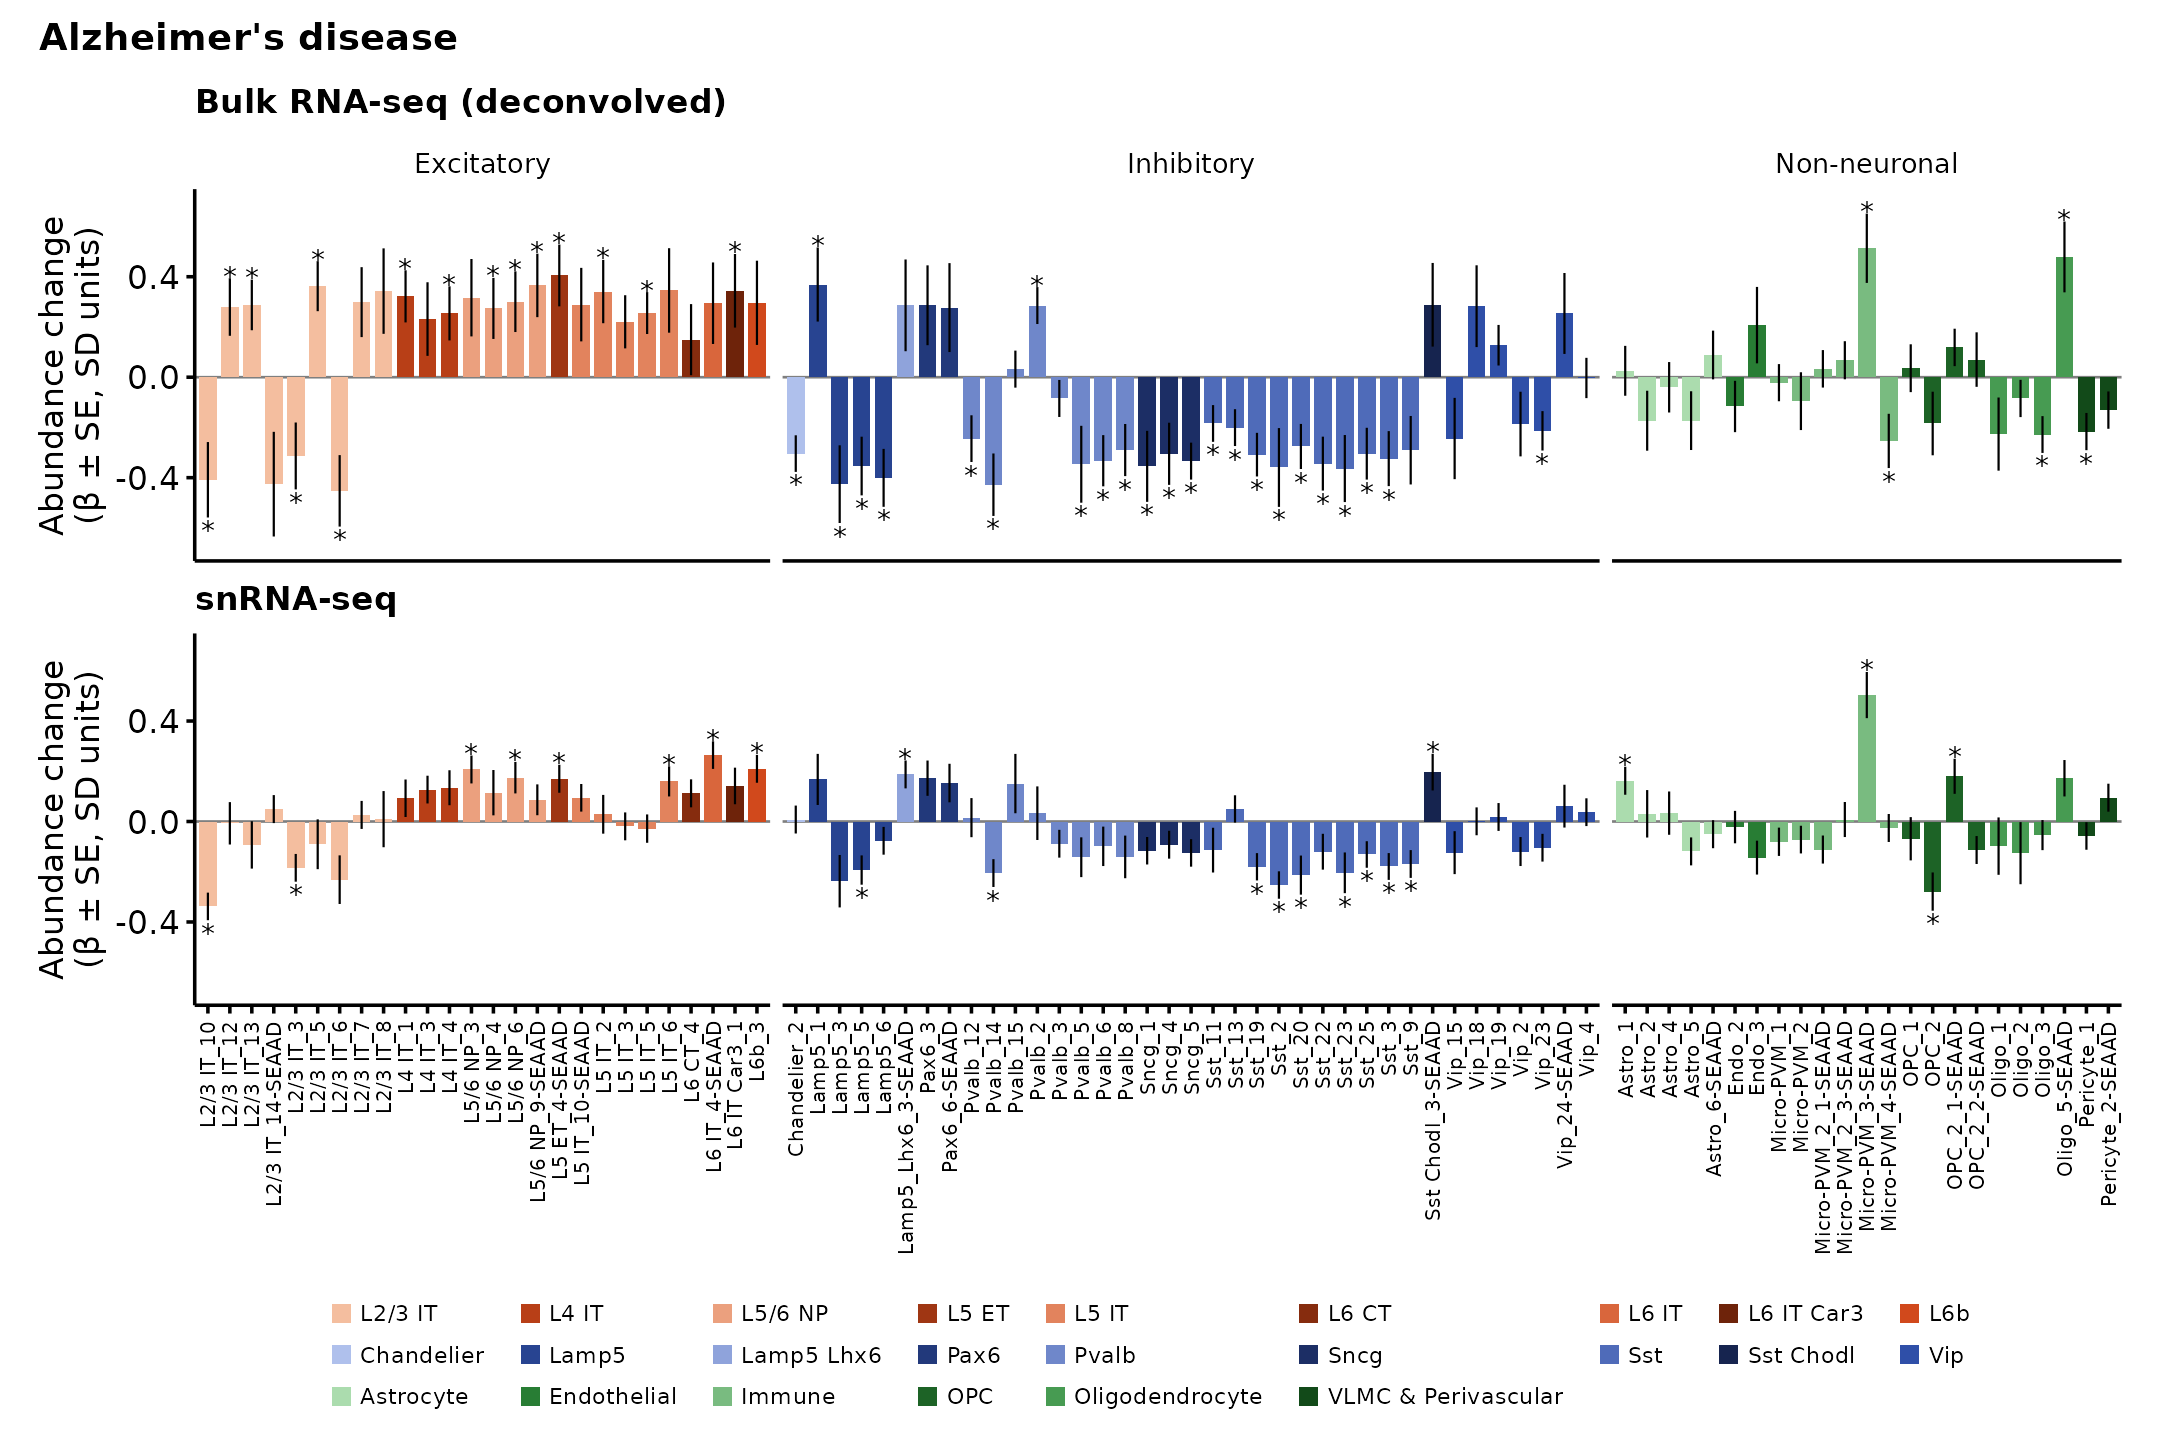 Alzheimer's disease
Bulk RNA-seq (deconvolved)
Excitatory
Inhibitory
Non-neuronal
Abundance change
(β ± SE, SD units)
0.4
0.0
-0.4
* * * * * * * * * * * * * * * * *
* * * * * * * * * * * * * * * * * * * * * * * * *
* * * * *
snRNA-seq
Abundance change
(β ± SE, SD units)
0.4
0.0
-0.4
* * * * * * * *
* * * * * * * * * * *
* * * *
L2/3 IT_10
L2/3 IT_12
L2/3 IT_13
L2/3 IT_14-SEAAD
L2/3 IT_3
L2/3 IT_5
L2/3 IT_6
L2/3 IT_7
L2/3 IT_8
L4 IT_1
L4 IT_3
L4 IT_4
L5/6 NP_3
L5/6 NP_4
L5/6 NP_6
L5/6 NP_9-SEAAD
L5 ET_4-SEAAD
L5 IT_10-SEAAD
L5 IT_2
L5 IT_3
L5 IT_5
L5 IT_6
L6 CT_4
L6 IT_4-SEAAD
L6 IT Car3_1
L6b_3
Chandelier_2
Lamp5_1
Lamp5_3
Lamp5_5
Lamp5_6
Lamp5_Lhx6_3-SEAAD
Pax6_3
Pax6_6-SEAAD
Pvalb_12
Pvalb_14
Pvalb_15
Pvalb_2
Pvalb_3
Pvalb_5
Pvalb_6
Pvalb_8
Sncg_1
Sncg_4
Sncg_5
Sst_11
Sst_13
Sst_19
Sst_2
Sst_20
Sst_22
Sst_23
Sst_25
Sst_3
Sst_9
Sst Chodl_3-SEAAD
Vip_15
Vip_18
Vip_19
Vip_2
Vip_23
Vip_24-SEAAD
Vip_4
Astro_1
Astro_2
Astro_4
Astro_5
Astro_6-SEAAD
Endo_2
Endo_3
Micro-PVM_1
Micro-PVM_2
Micro-PVM_2_1-SEAAD
Micro-PVM_2_3-SEAAD
Micro-PVM_3-SEAAD
Micro-PVM_4-SEAAD
OPC_1
OPC_2
OPC_2_1-SEAAD
OPC_2_2-SEAAD
Oligo_1
Oligo_2
Oligo_3
Oligo_5-SEAAD
Pericyte_1
Pericyte_2-SEAAD
L2/3 IT L4 IT L5/6 NP L5 ET L5 IT L6 CT L6 IT L6 IT Car3 L6b
Chandelier Lamp5 Lamp5 Lhx6 Pax6 Pvalb Sncg Sst Sst Chodl Vip
Astrocyte Endothelial Immune OPC Oligodendrocyte VLMC & Perivascular